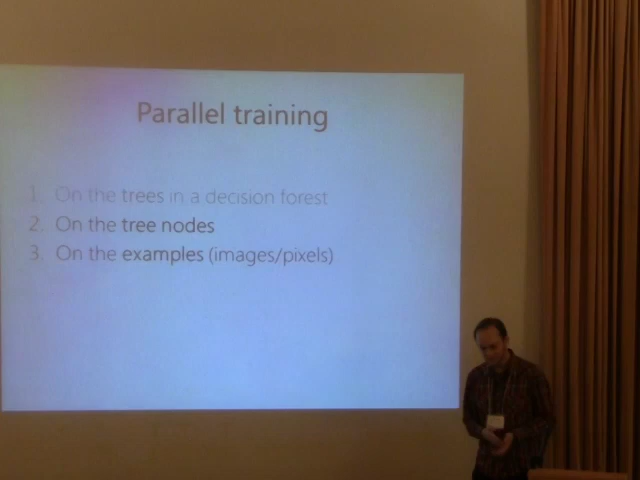 Parallel training
1. On the trees in a decision forest
2. On the tree nodes
3. On the examples (images/pixels)